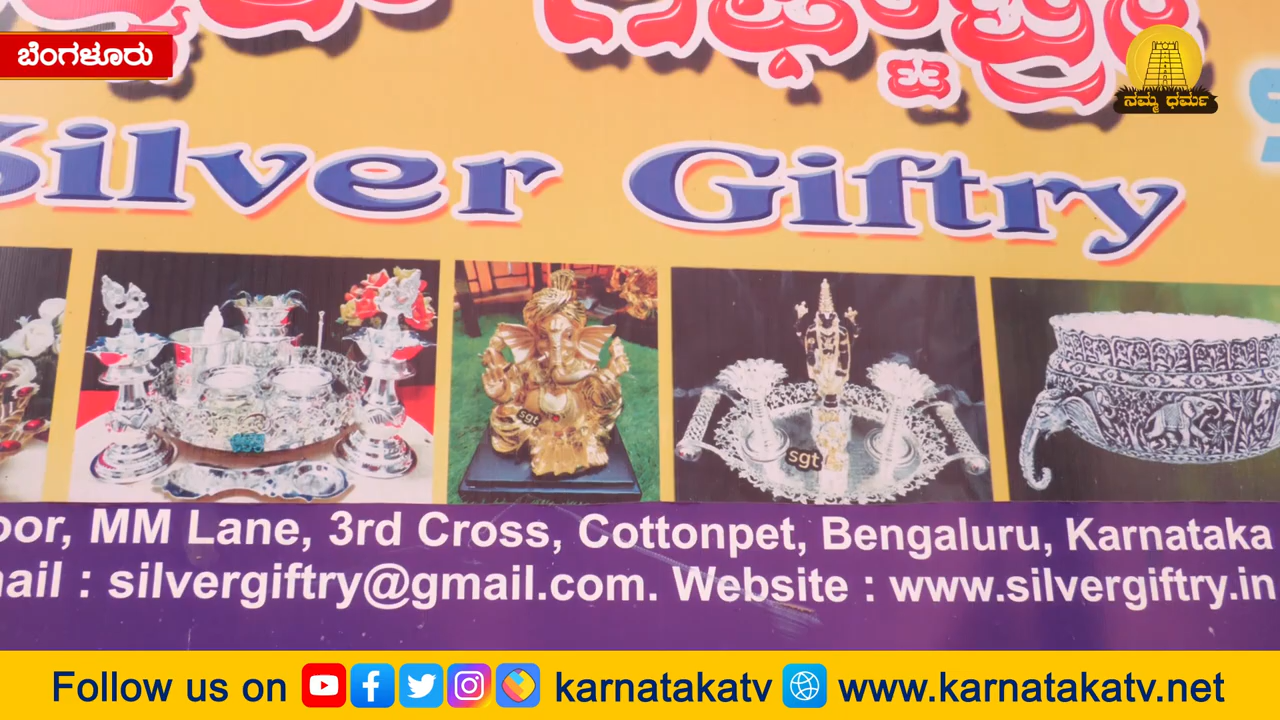 ಬೆಂಗಳೂರು
ನಮ್ಮ ಧರ್ಮ
Silver Giftry
sgt
sgt
oor, MM Lane, 3rd Cross, Cottonpet, Bengaluru, Karnataka
ail : silvergiftry@gmail.com. Website : www.silvergiftry.in
Follow us on karnatakatv www.karnatakatv.net